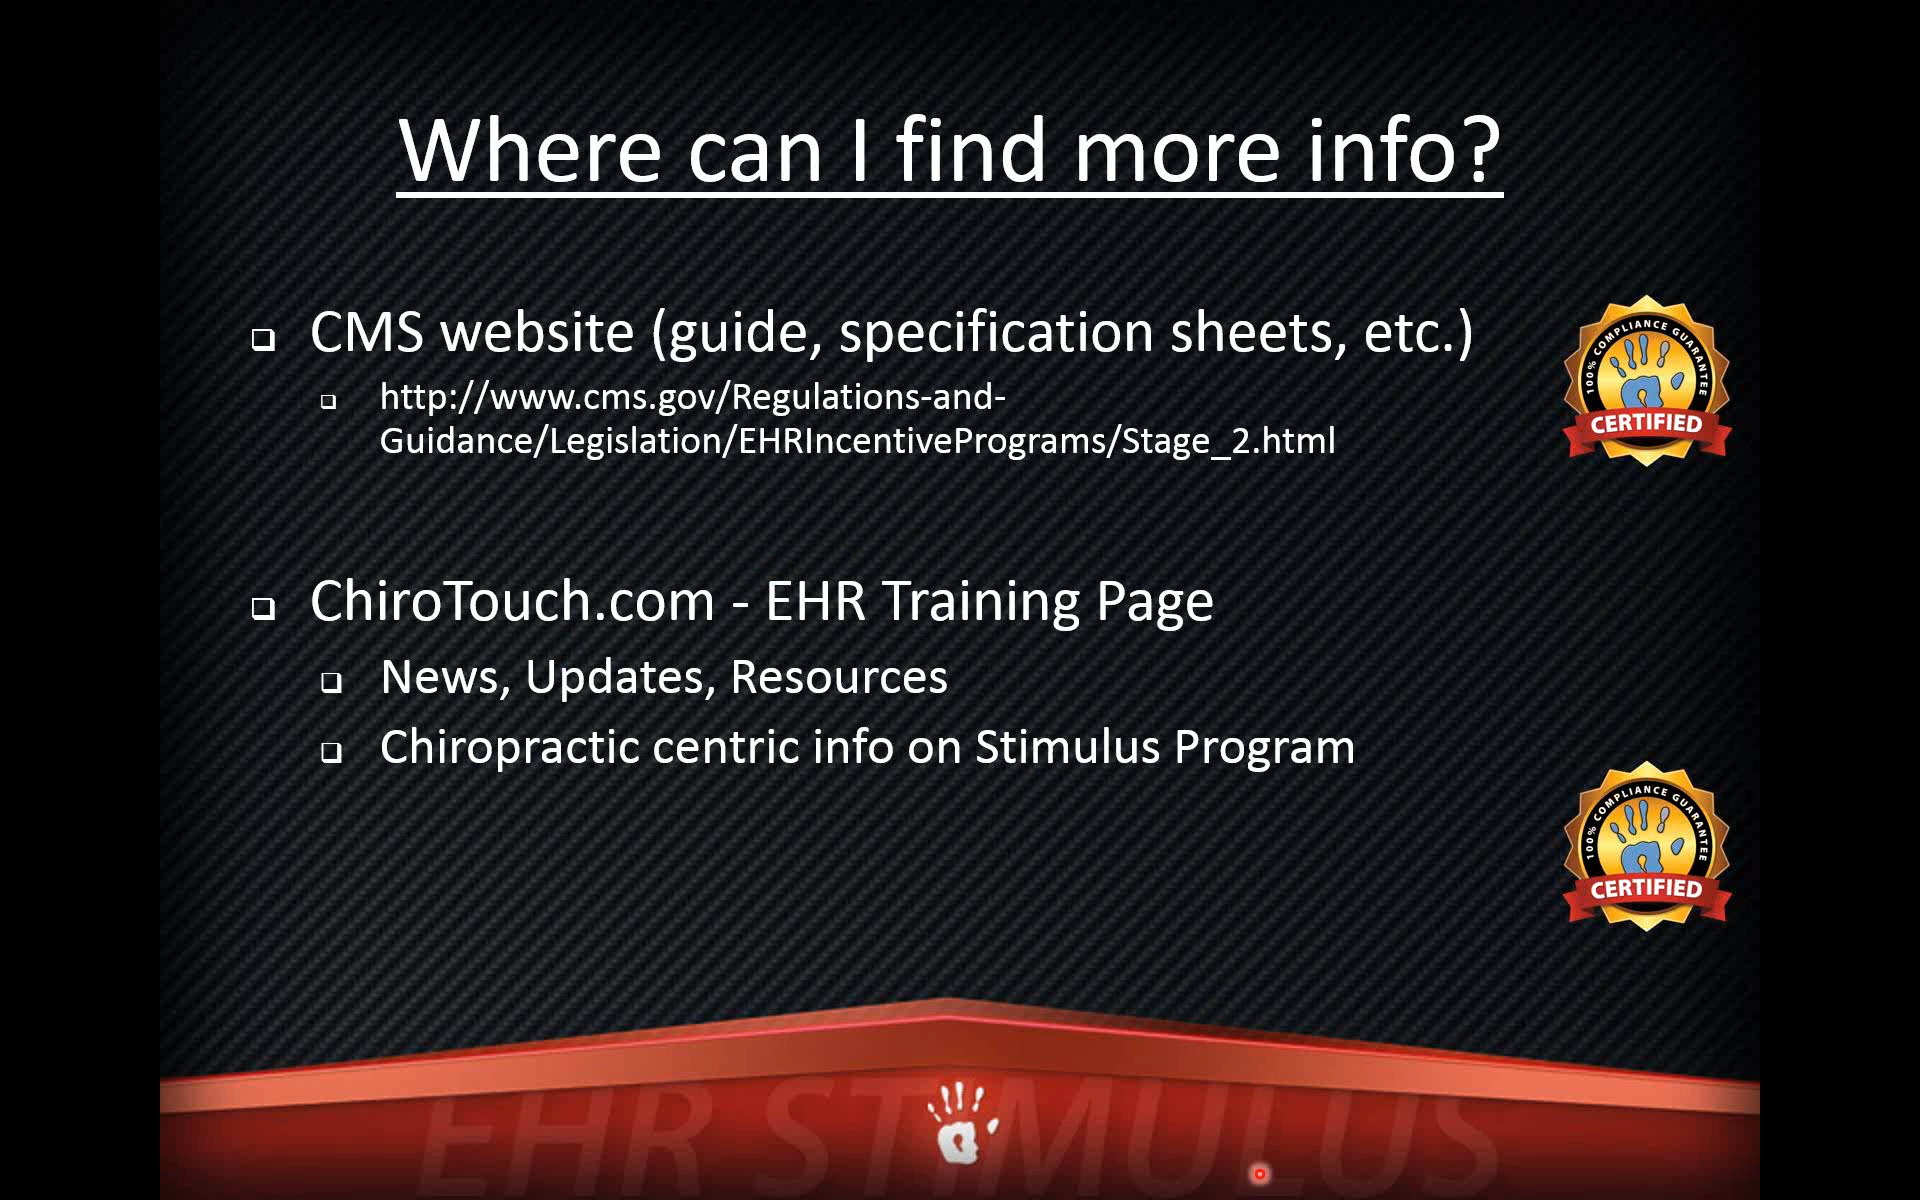 Where can I find more info?
CMS website (guide, specification sheets, etc.)
http://www.cms.gov/Regulations-and-
Guidance/Legislation/EHRIncentivePrograms/Stage_2.html
100% COMPLIANCE GUARANTEE
CERTIFIED
ChiroTouch.com - EHR Training Page
News, Updates, Resources
Chiropractic centric info on Stimulus Program
100% COMPLIANCE GUARANTEE
CERTIFIED
EHR STIMULUS